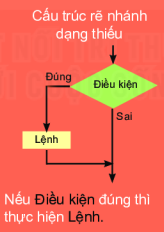 Cấu trúc rẽ nhánh
dạng thiếu
Đúng
Điều kiện
Sai
Lệnh
Nếu Điều kiện đúng thì
thực hiện Lệnh.